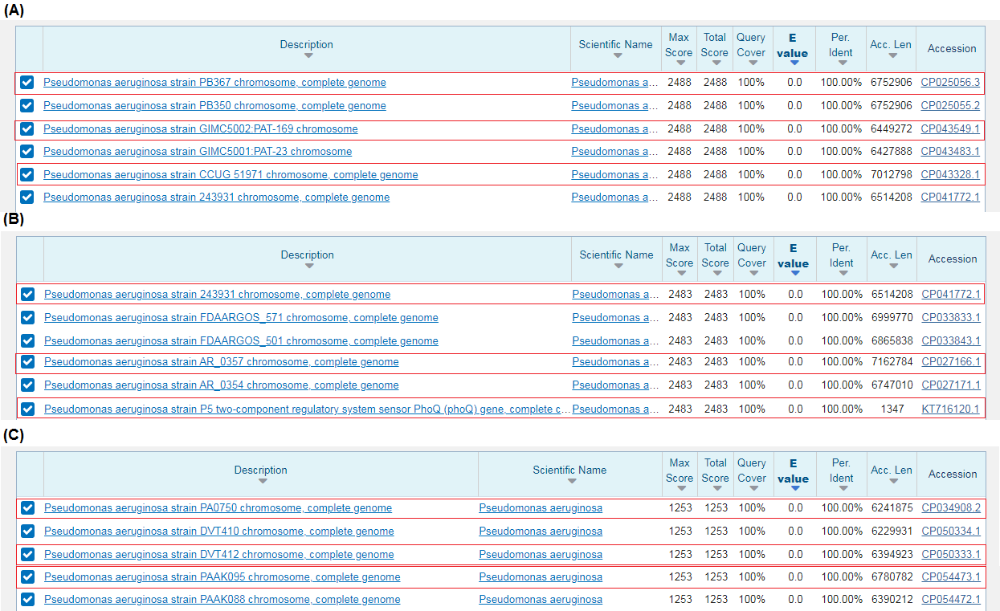 (A)
Description Scientific Name Max Score Total Score Query Cover E value Per. Ident Acc. Len Accession
Pseudomonas aeruginosa strain PB367 chromosome, complete genome Pseudomonas a... 2488 2488 100% 0.0 100.00% 6752906 CP025056.3
Pseudomonas aeruginosa strain PB350 chromosome, complete genome Pseudomonas a... 2488 2488 100% 0.0 100.00% 6752906 CP025055.2
Pseudomonas aeruginosa strain GIMC5002:PAT-169 chromosome Pseudomonas a... 2488 2488 100% 0.0 100.00% 6449272 CP043549.1
Pseudomonas aeruginosa strain GIMC5001:PAT-23 chromosome Pseudomonas a... 2488 2488 100% 0.0 100.00% 6427888 CP043483.1
Pseudomonas aeruginosa strain CCUG 51971 chromosome, complete genome Pseudomonas a... 2488 2488 100% 0.0 100.00% 7012798 CP043328.1
Pseudomonas aeruginosa strain 243931 chromosome, complete genome Pseudomonas a... 2488 2488 100% 0.0 100.00% 6514208 CP041772.1
(B)
Description Scientific Name Max Score Total Score Query Cover E value Per. Ident Acc. Len Accession
Pseudomonas aeruginosa strain 243931 chromosome, complete genome Pseudomonas a... 2483 2483 100% 0.0 100.00% 6514208 CP041772.1
Pseudomonas aeruginosa strain FDAARGOS_571 chromosome, complete genome Pseudomonas a... 2483 2483 100% 0.0 100.00% 6999770 CP033833.1
Pseudomonas aeruginosa strain FDAARGOS_501 chromosome, complete genome Pseudomonas a... 2483 2483 100% 0.0 100.00% 6865838 CP033843.1
Pseudomonas aeruginosa strain AR_0357 chromosome, complete genome Pseudomonas a... 2483 2483 100% 0.0 100.00% 7162784 CP027166.1
Pseudomonas aeruginosa strain AR_0354 chromosome, complete genome Pseudomonas a... 2483 2483 100% 0.0 100.00% 6747010 CP027171.1
Pseudomonas aeruginosa strain P5 two-component regulatory system sensor PhoQ (phoQ) gene, complete c... Pseudomonas a... 2483 2483 100% 0.0 100.00% 1347 KT716120.1
(C)
Description Scientific Name Max Score Total Score Query Cover E value Per. Ident Acc. Len Accession
Pseudomonas aeruginosa strain PA0750 chromosome, complete genome Pseudomonas aeruginosa 1253 1253 100% 0.0 100.00% 6241875 CP034908.2
Pseudomonas aeruginosa strain DVT410 chromosome, complete genome Pseudomonas aeruginosa 1253 1253 100% 0.0 100.00% 6229931 CP050334.1
Pseudomonas aeruginosa strain DVT412 chromosome, complete genome Pseudomonas aeruginosa 1253 1253 100% 0.0 100.00% 6394923 CP050333.1
Pseudomonas aeruginosa strain PAAK095 chromosome, complete genome Pseudomonas aeruginosa 1253 1253 100% 0.0 100.00% 6780782 CP054473.1
Pseudomonas aeruginosa strain PAAK088 chromosome, complete genome Pseudomonas aeruginosa 1253 1253 100% 0.0 100.00% 6390212 CP054472.1